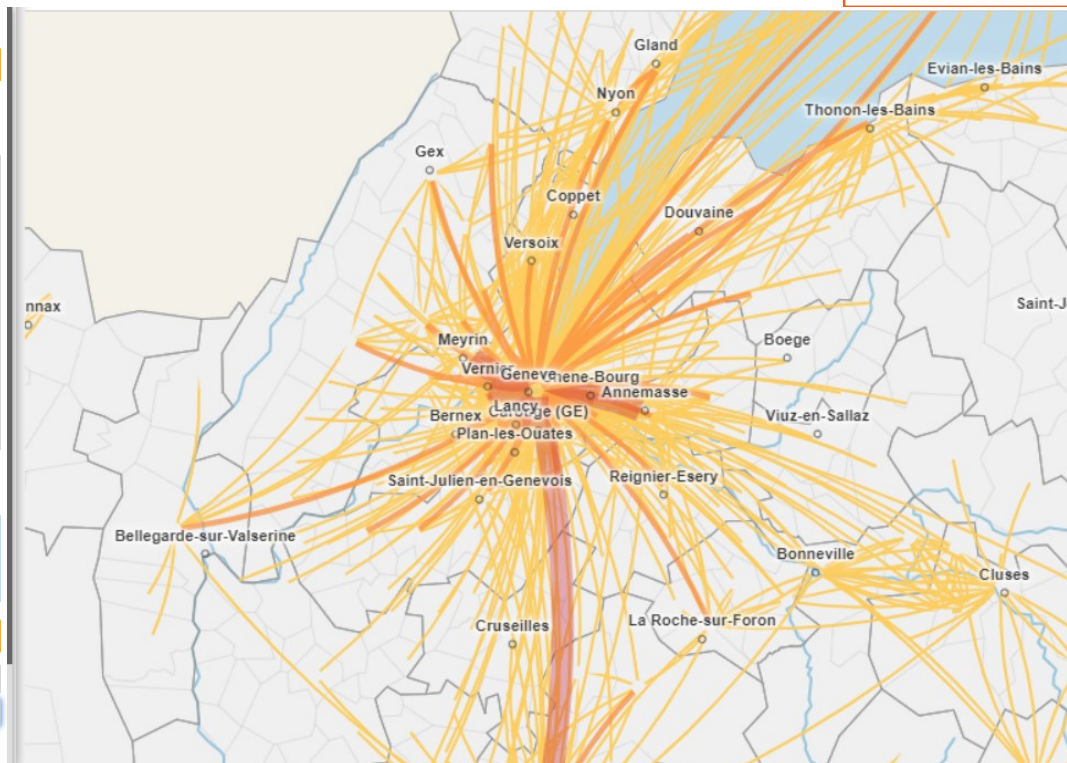 Gland
Evian-les-Bains
Nyon
Thonon-les-Bains
Gex
Coppet
Douvaine
Versoix
nnax
Saint-J
Meyrin
Boege
Geneve
Chene-Bourg
Annemasse
Lancy
(GE)
Bernex
Viuz-en-Sallaz
Plan-les-Ouates
Saint-Julien-en-Genevois
Reignier-Esery
Bellegarde-sur-Valserine
Bonneville
Cluses
Cruseilles
La Roche-sur-Foron